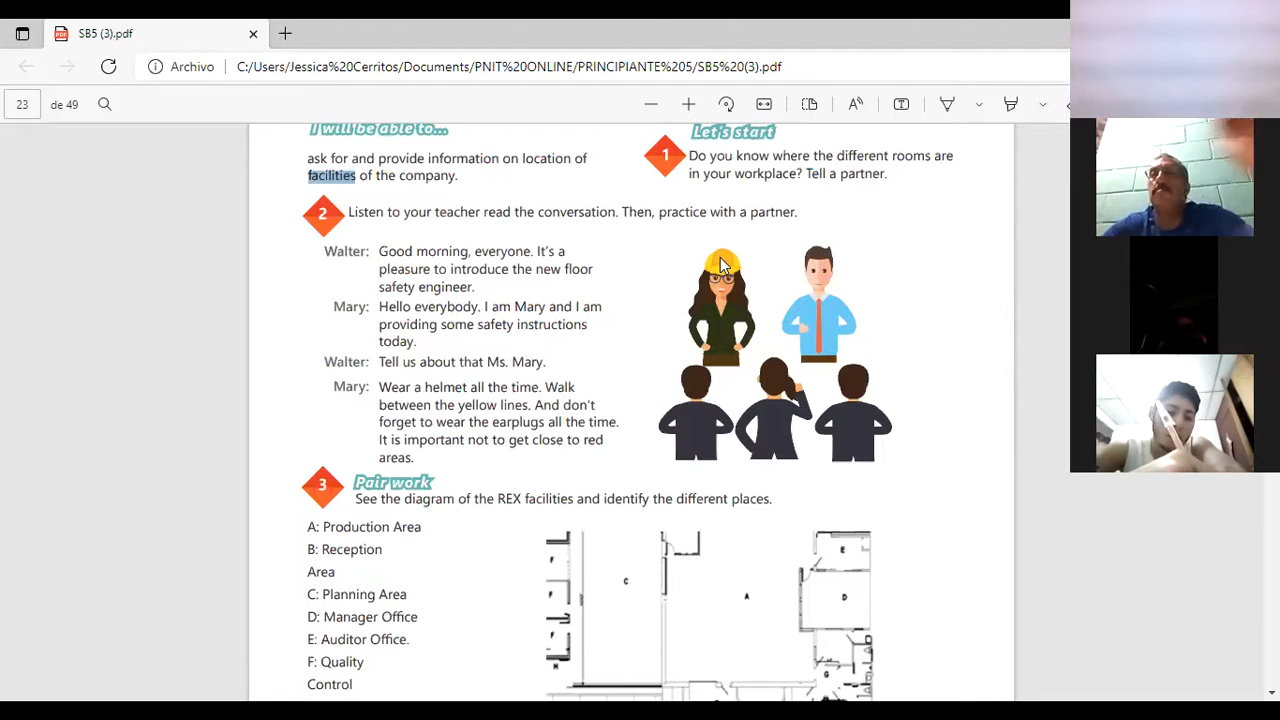 SB5 (3).pdf
Archivo
C:/Users/Jessica%20Cerritos/Documents/PNIT%20ONLINE/PRINCIPIANTE%205/SB5%20(3).pdf
23
de 49
I will be able to...
ask for and provide information on location of
facilities of the company.
Let's start
1
Do you know where the different rooms are
in your workplace? Tell a partner.
2
Listen to your teacher read the conversation. Then, practice with a partner.
Walter: Good morning, everyone. It's a
pleasure to introduce the new floor
safety engineer.
Mary: Hello everybody. I am Mary and I am
providing some safety instructions
today.
Walter: Tell us about that Ms. Mary.
Mary: Wear a helmet all the time. Walk
between the yellow lines. And don't
forget to wear the earplugs all the time.
It is important not to get close to red
areas.
3
Pair work
See the diagram of the REX facilities and identify the different places.
A: Production Area
B: Reception
Area
C: Planning Area
D: Manager Office
E: Auditor Office.
F: Quality
Control
F
F
F
H
C
A
E
D
G